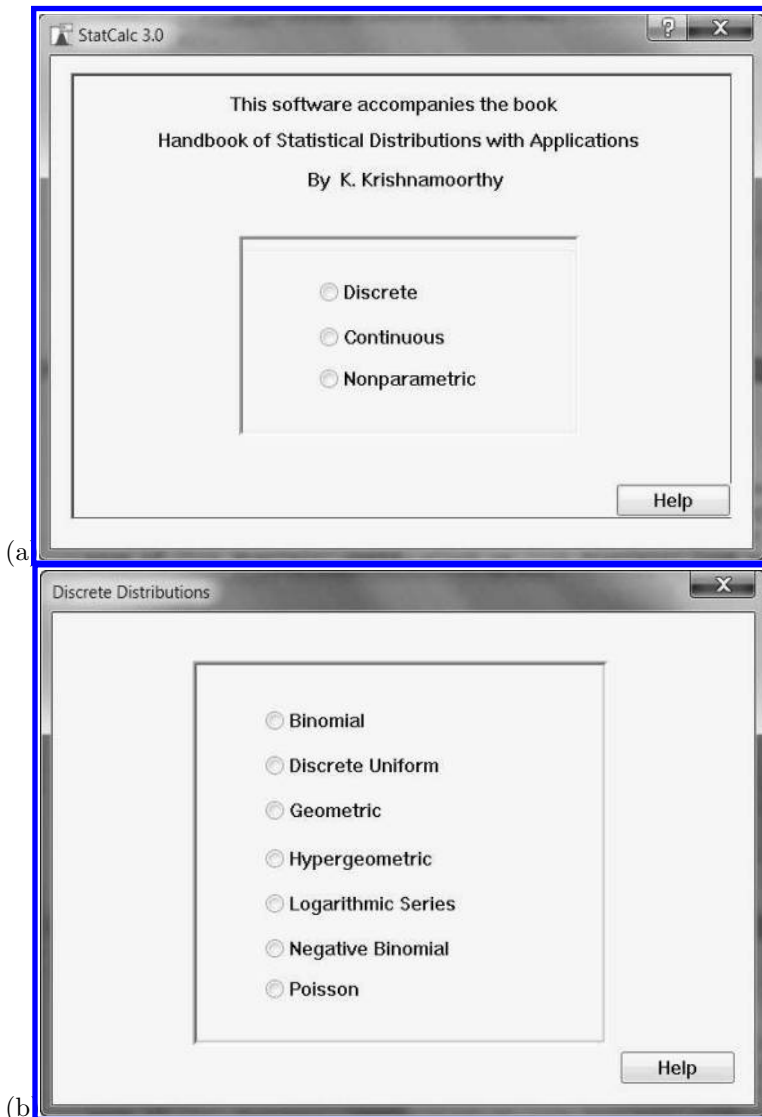 StatCalc 3.0
This software accompanies the book
Handbook of Statistical Distributions with Applications
By K. Krishnamoorthy
Discrete
Continuous
Nonparametric
Help
(a
Discrete Distributions
Binomial
Discrete Uniform
Geometric
Hypergeometric
Logarithmic Series
Negative Binomial
Poisson
Help
(b